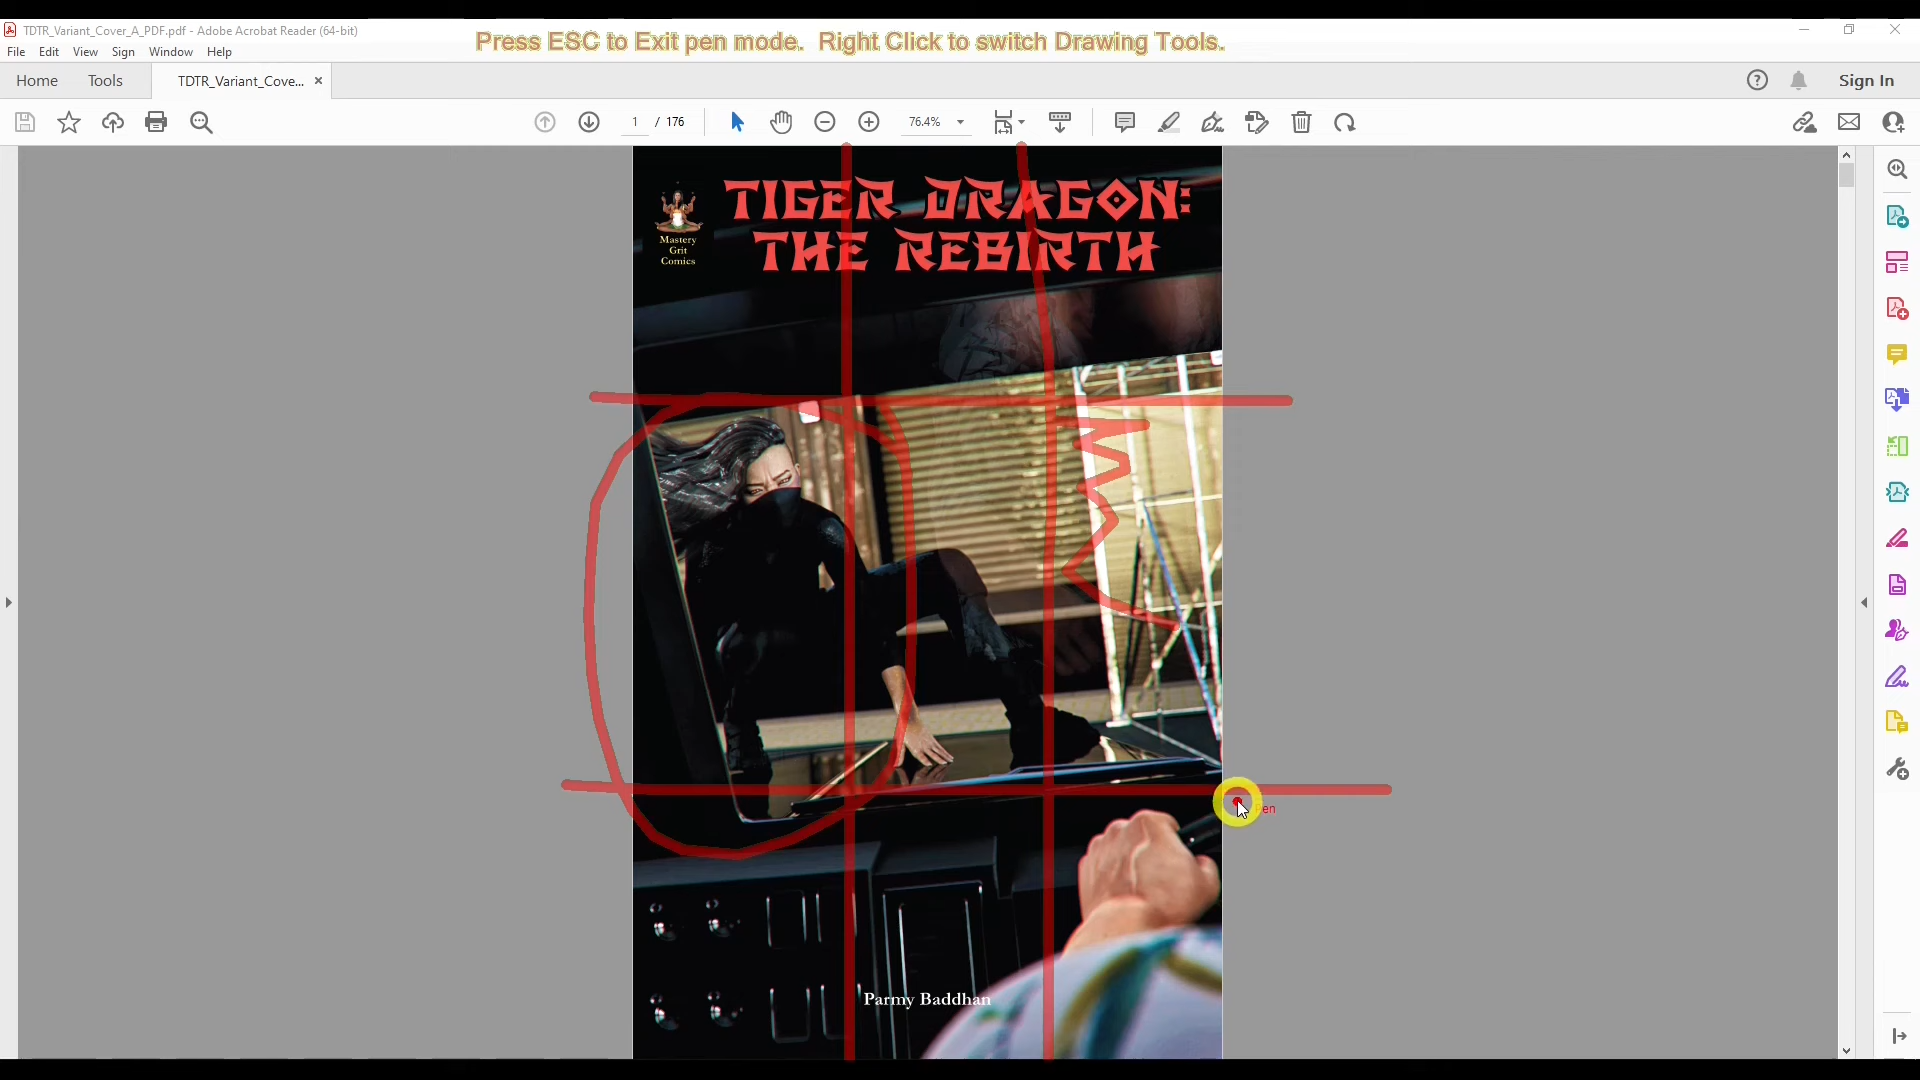 TDTR_Variant_Cover_A_PDF.pdf - Adobe Acrobat Reader (64-bit)
File Edit View Sign Window Help
Press ESC to Exit pen mode. Right Click to switch Drawing Tools.
Home Tools TDTR_Variant_Cove... ×
Sign In
1 / 176
76.4%
TIGER DRAGON:
THE REBIRTH
Mastery
Grit
Comics
Pen
Parmy Baddhan